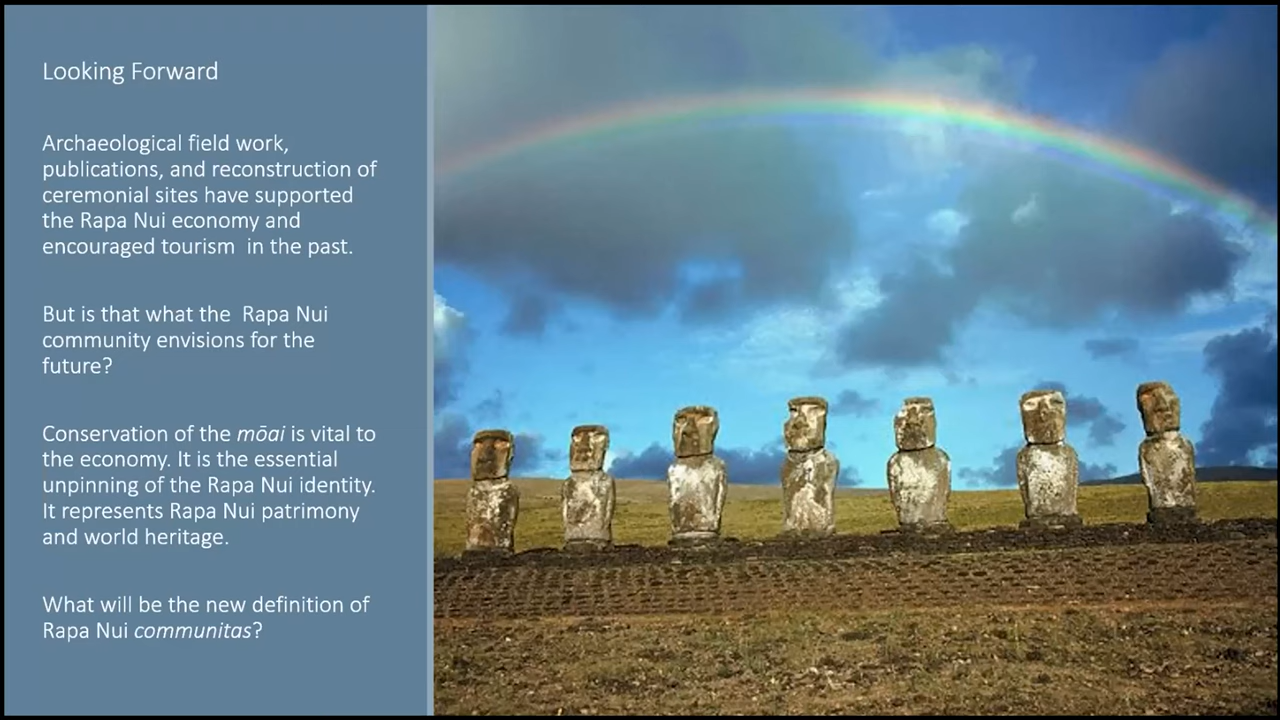 Looking Forward
Archaeological field work,
publications, and reconstruction of
ceremonial sites have supported
the Rapa Nui economy and
encouraged tourism  in the past.
But is that what the  Rapa Nui
community envisions for the
future?
Conservation of the mōai is vital to
the economy. It is the essential
unpinning of the Rapa Nui identity.
It represents Rapa Nui patrimony
and world heritage.
What will be the new definition of
Rapa Nui communitas?